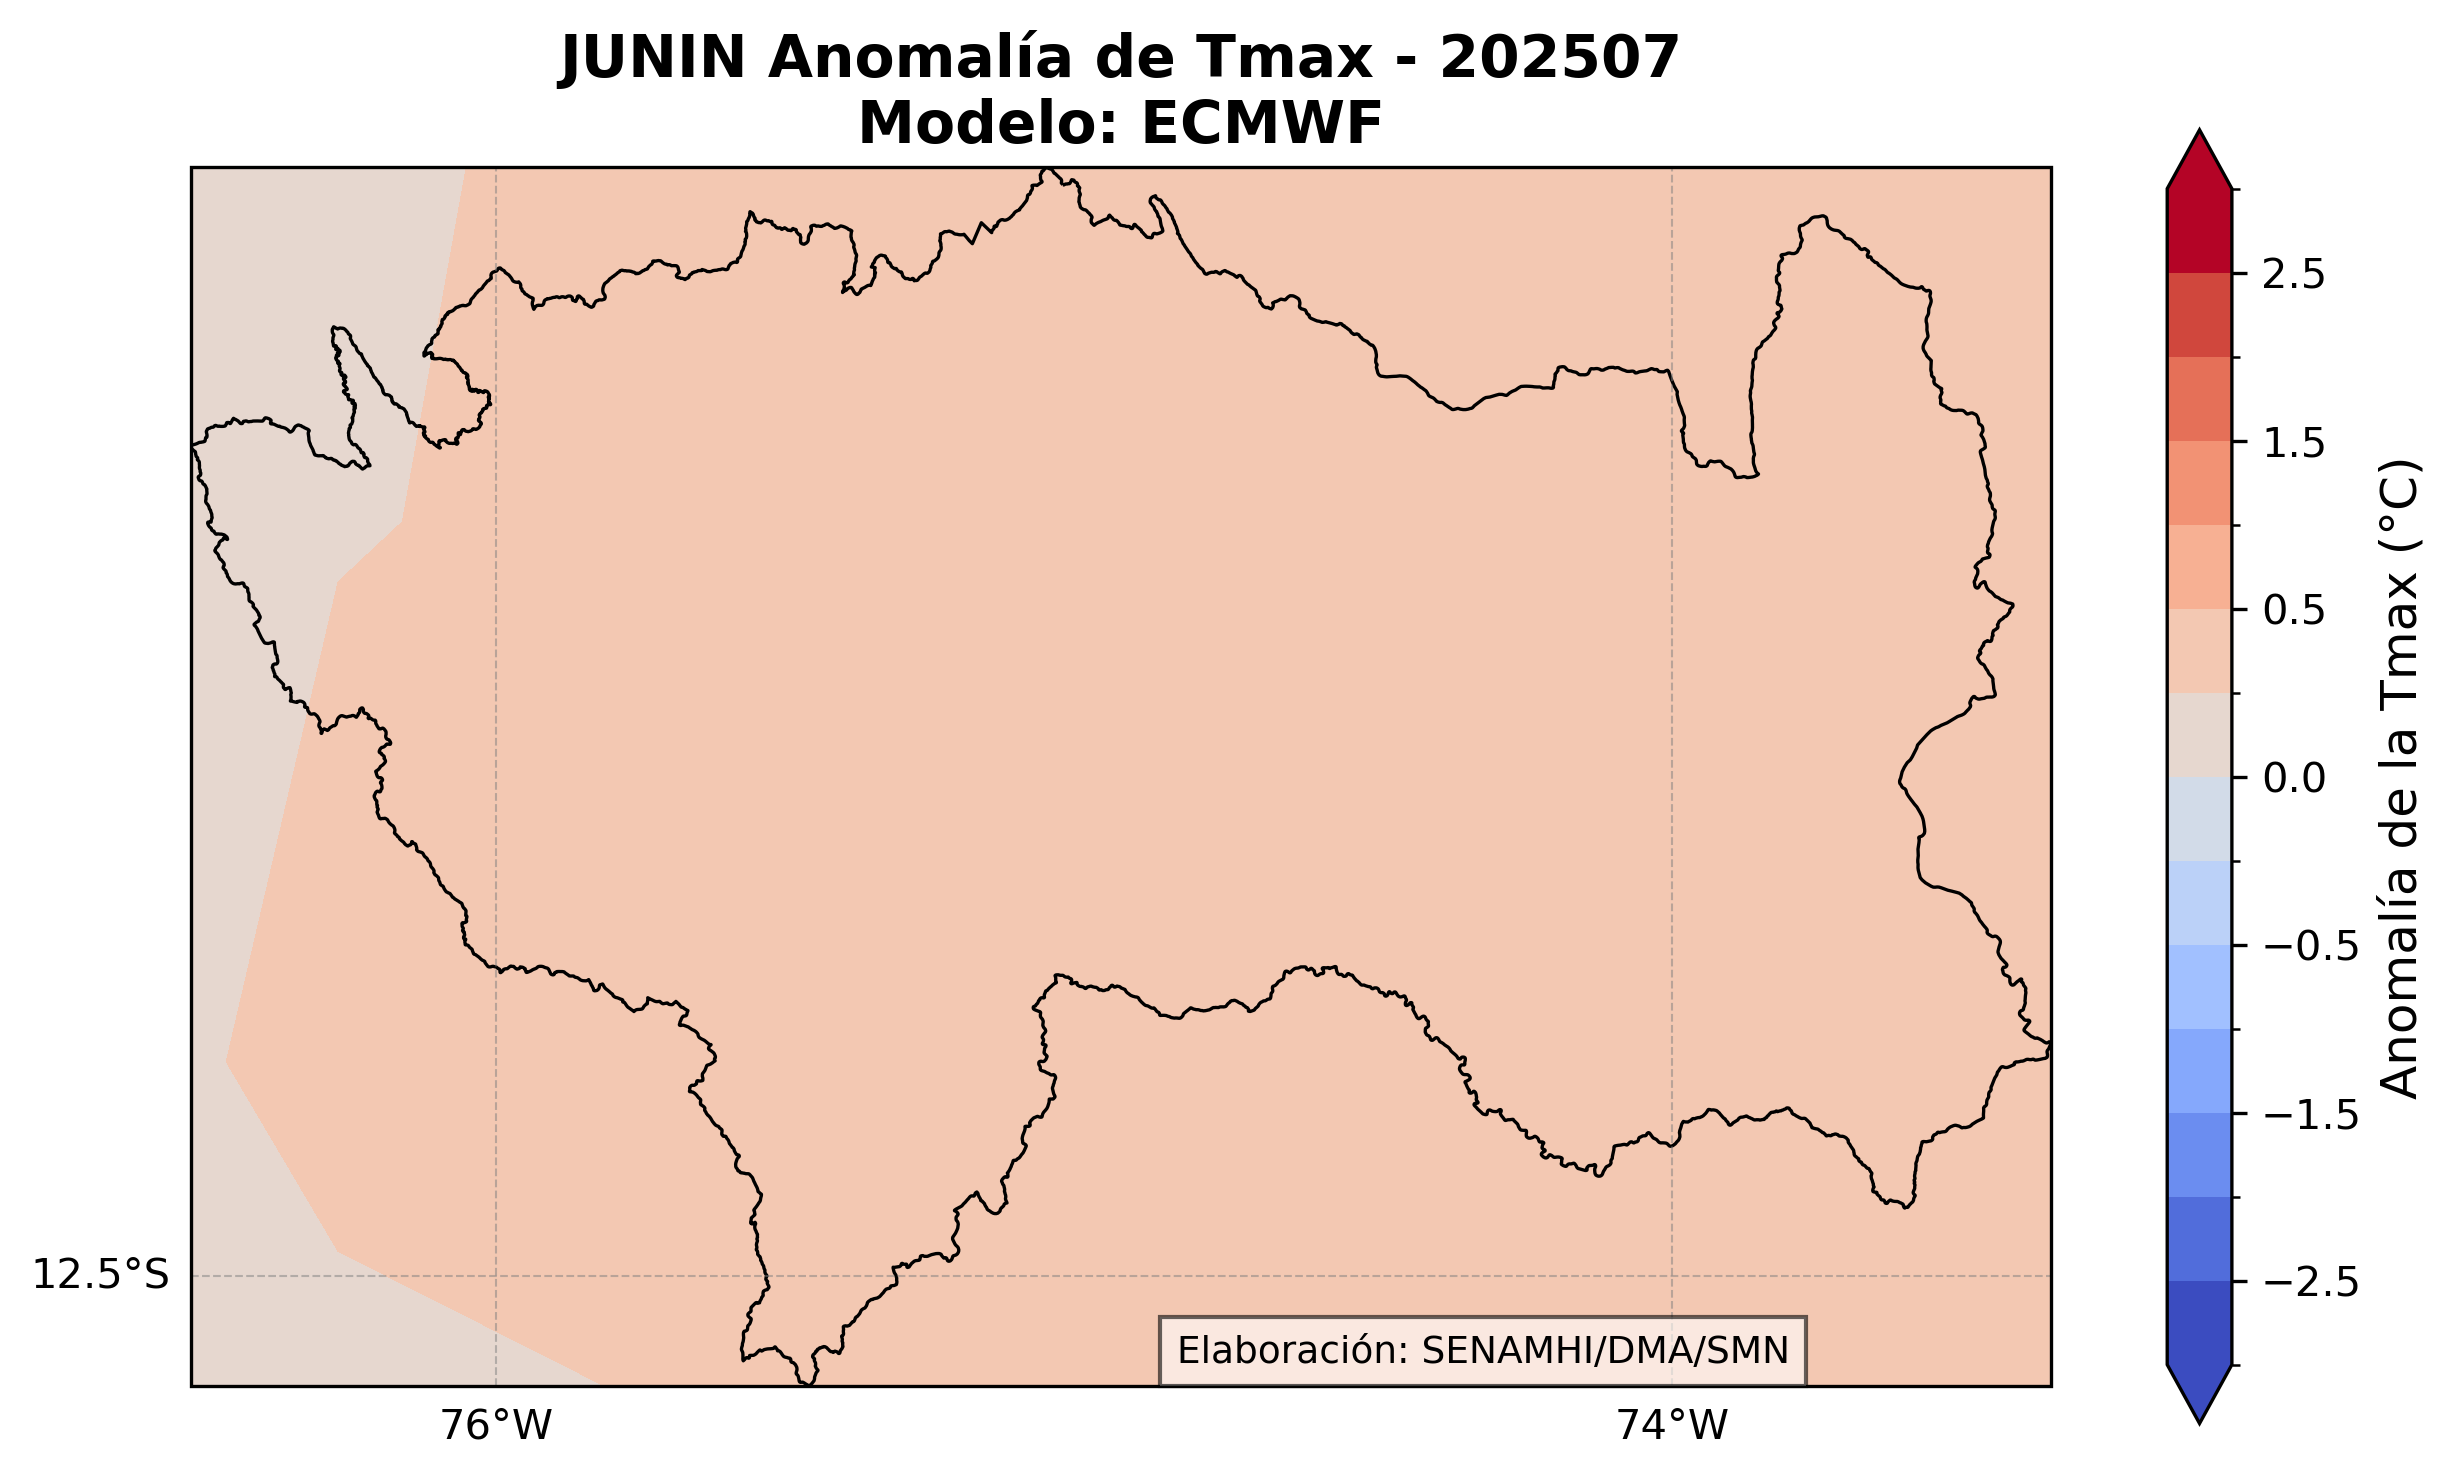 JUNIN Anomalía de Tmax - 202507
Modelo: ECMWF
2.5
1.5
0.5
0.0
−0.5
−1.5
−2.5
Anomalía de la Tmax (°C)
12.5°S
Elaboración: SENAMHI/DMA/SMN
76°W
74°W